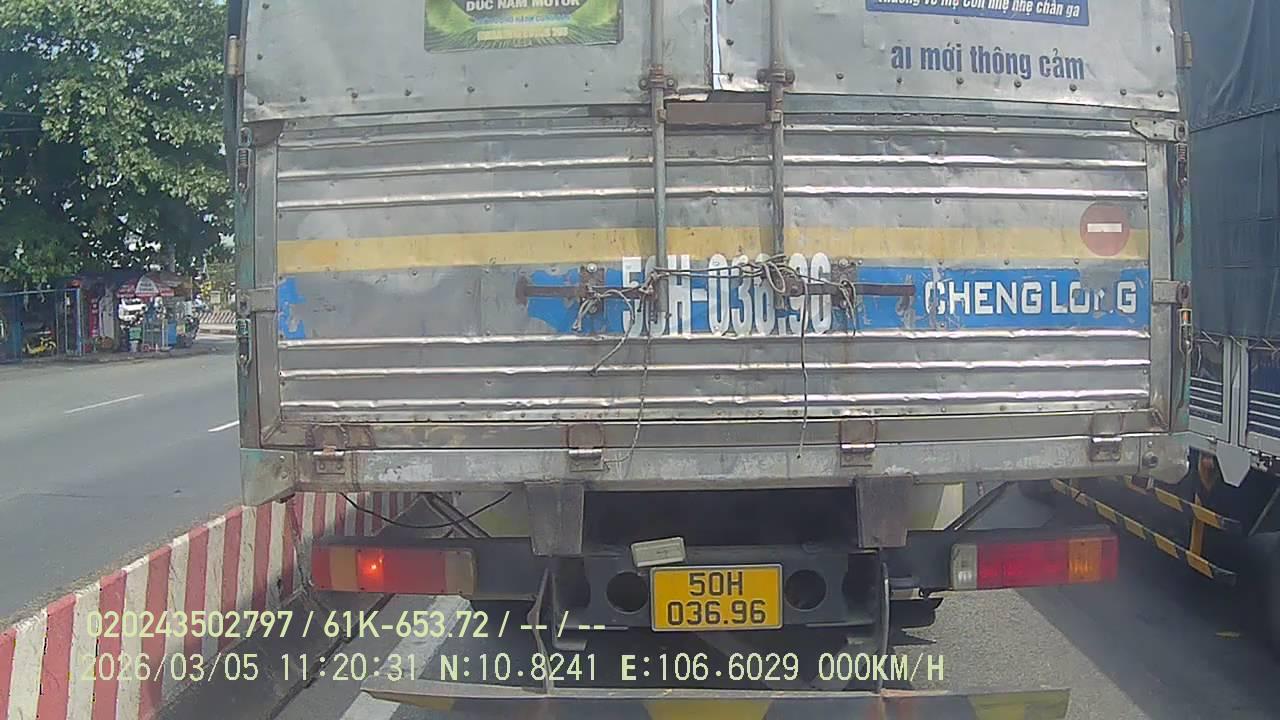 DUC NAM MOTOR
ai mới thông cảm
50H-036.96
CHENG LONG
50H
036.96
020243502797 / 61K-653.72 / -- / --
2026/03/05 11:20:31 N:10.8241 E:106.6029 000KM/H